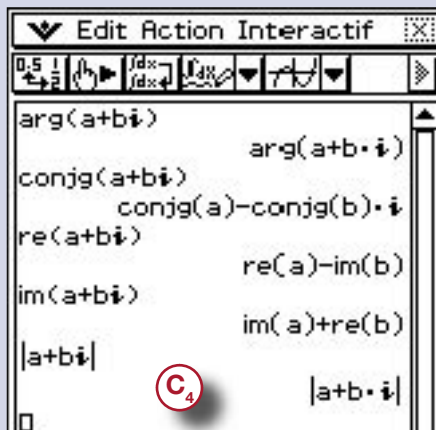 Edit Action Interactif
arg(a+bi)
arg(a+b·i)
conjg(a+bi)
conjg(a)-conjg(b)·i
re(a+bi)
re(a)-im(b)
im(a+bi)
im(a)+re(b)
|a+bi|
|a+b·i|
C₄